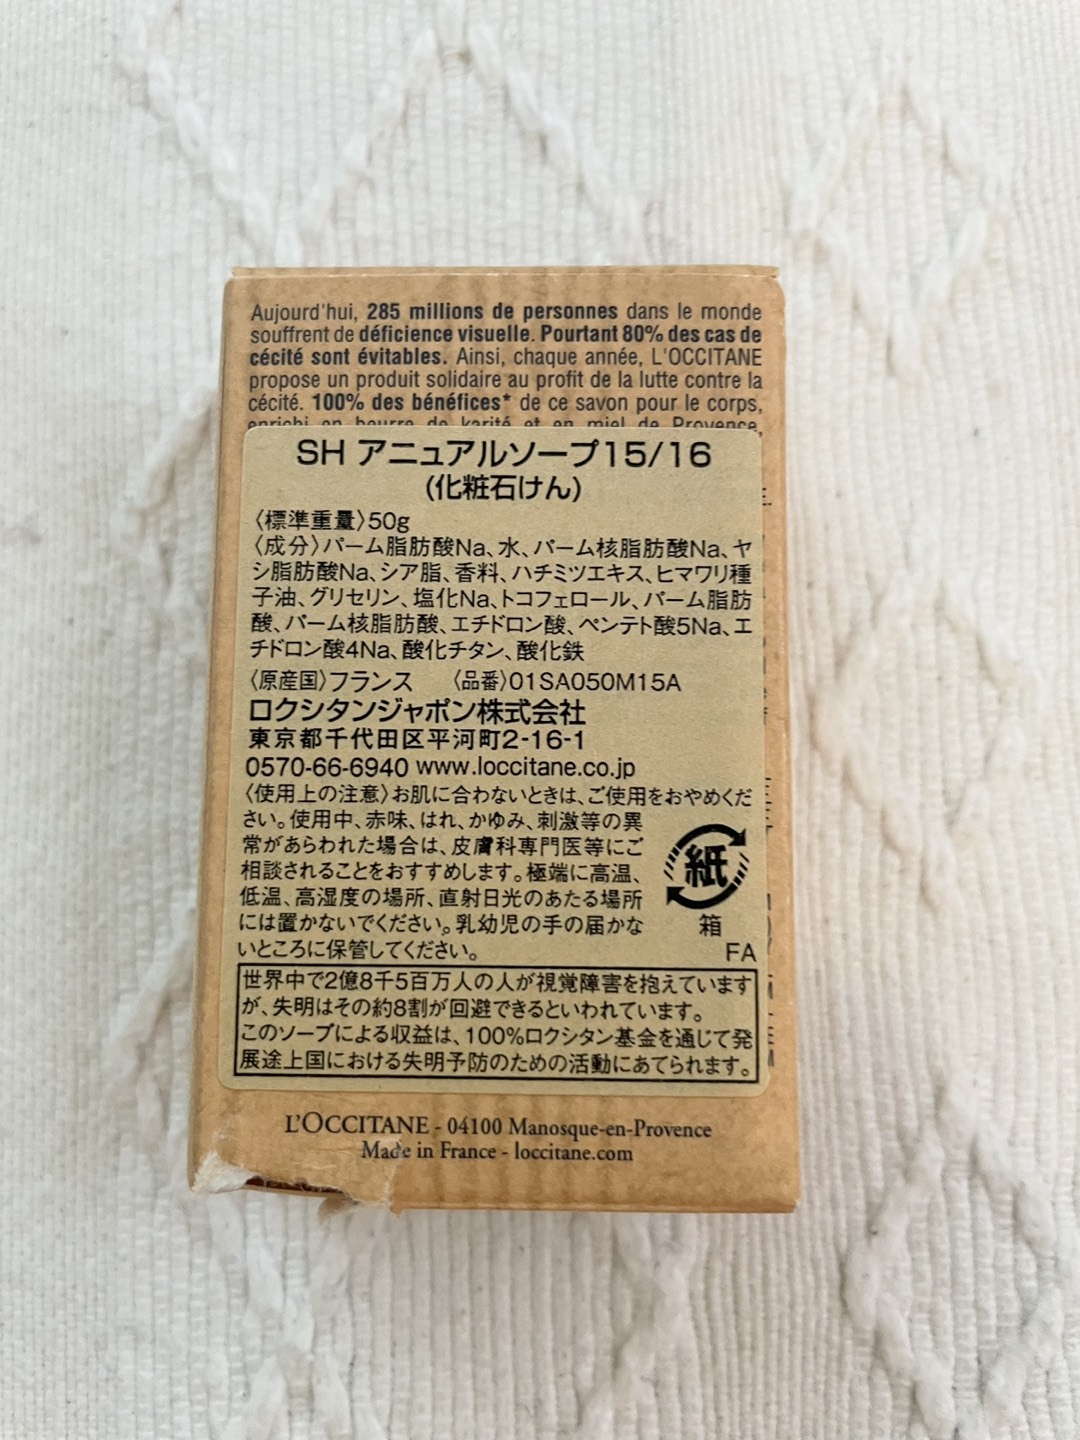 Aujourd'hui, 285 millions de personnes dans le monde
souffrent de déficience visuelle. Pourtant 80% des cas de
cécité sont évitables. Ainsi, chaque année, L'OCCITANE
propose un produit solidaire au profit de la lutte contre la
cécité. 100% des bénéfices* de ce savon pour le corps,
enrichi en beurre de karité et en miel de Provence,
SH アニュアルソープ15/16
(化粧石けん)
〈標準重量〉50g
〈成分〉パーム脂肪酸Na、水、パーム核脂肪酸Na、ヤ
シ脂肪酸Na、シア脂、香料、ハチミツエキス、ヒマワリ種
子油、グリセリン、塩化Na、トコフェロール、パーム脂肪
酸、パーム核脂肪酸、エチドロン酸、ペンテト酸5Na、エ
チドロン酸4Na、酸化チタン、酸化鉄
〈原産国〉フランス 〈品番〉01SA050M15A
ロクシタンジャポン株式会社
東京都千代田区平河町2-16-1
0570-66-6940 www.loccitane.co.jp
〈使用上の注意〉お肌に合わないときは、ご使用をおやめくだ
さい。使用中、赤味、はれ、かゆみ、刺激等の異
常があらわれた場合は、皮膚科専門医等にご
相談されることをおすすめします。極端に高温、
低温、高湿度の場所、直射日光のあたる場所
には置かないでください。乳幼児の手の届かな
いところに保管してください。
紙
箱
FA
世界中で2億8千5百万人の人が視覚障害を抱えています
が、失明はその約8割が回避できるといわれています。
このソープによる収益は、100%ロクシタン基金を通じて発
展途上国における失明予防のための活動にあてられます。
L'OCCITANE - 04100 Manosque-en-Provence
Made in France - loccitane.com